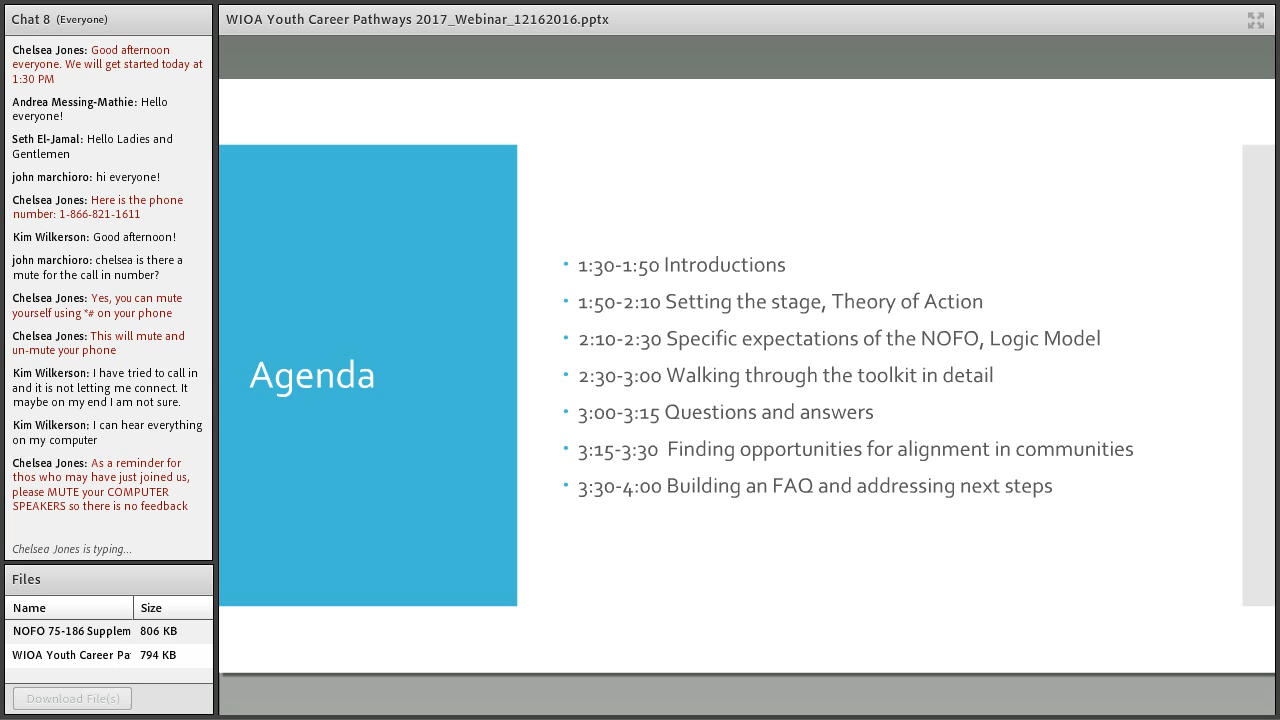 Chat 8 (Everyone)
Chelsea Jones: Good afternoon
everyone. We will get started today at
1:30 PM
Andrea Messing-Mathie: Hello
everyone!
Seth El-Jamal: Hello Ladies and
Gentlemen
john marchioro: hi everyone!
Chelsea Jones: Here is the phone
number: 1-866-821-1611
Kim Wilkerson: Good afternoon!
john marchioro: chelsea is there a
mute for the call in number?
Chelsea Jones: Yes, you can mute
yourself using *# on your phone
Chelsea Jones: This will mute and
un-mute your phone
Kim Wilkerson: I have tried to call in
and it is not letting me connect. It
maybe on my end I am not sure.
Kim Wilkerson: I can hear everything
on my computer
Chelsea Jones: As a reminder for
thos who may have just joined us,
please MUTE your COMPUTER
SPEAKERS so there is no feedback
Chelsea Jones is typing...
Files
Name Size
NOFO 75-186 Supplem 806 KB
WIOA Youth Career Pa 794 KB
Download File(s)
WIOA Youth Career Pathways 2017_Webinar_12162016.pptx
Agenda
• 1:30-1:50 Introductions
• 1:50-2:10 Setting the stage, Theory of Action
• 2:10-2:30 Specific expectations of the NOFO, Logic Model
• 2:30-3:00 Walking through the toolkit in detail
• 3:00-3:15 Questions and answers
• 3:15-3:30 Finding opportunities for alignment in communities
• 3:30-4:00 Building an FAQ and addressing next steps